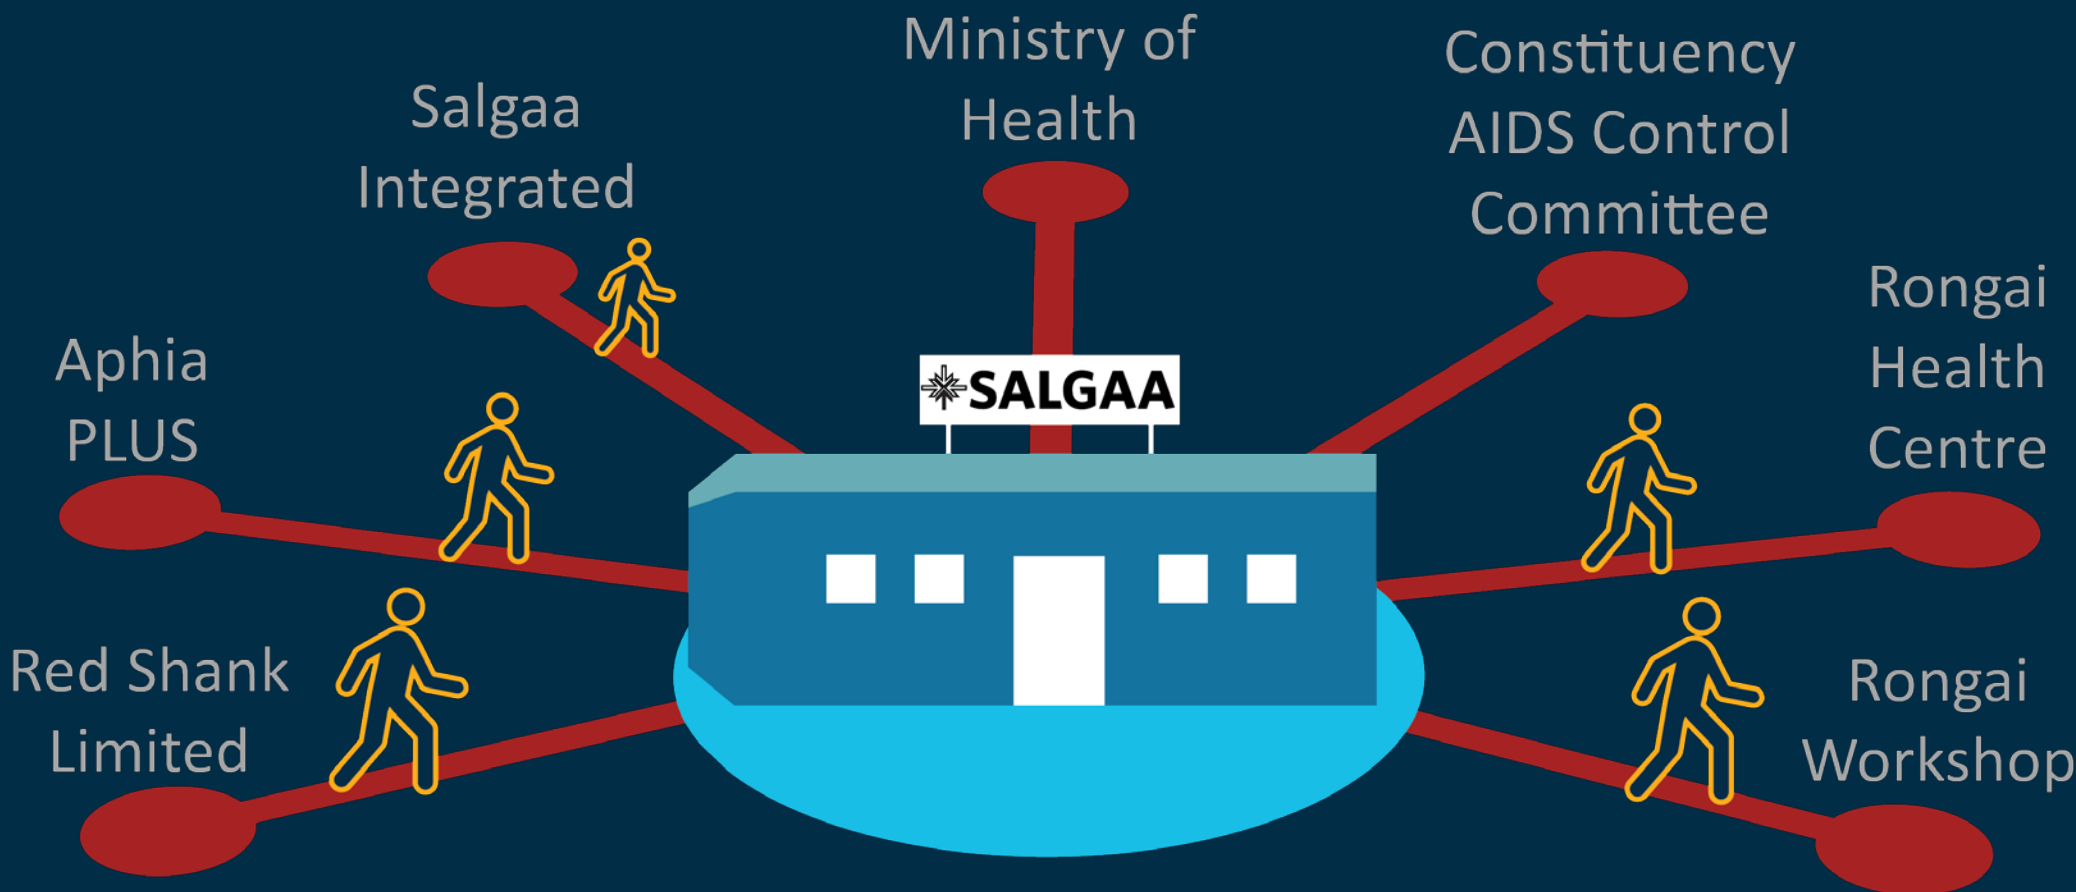 Ministry of
Health
Constituency
AIDS Control
Committee
Salgaa
Integrated
Rongai
Health
Centre
Aphia
PLUS
SALGAA
Red Shank
Limited
Rongai
Workshop